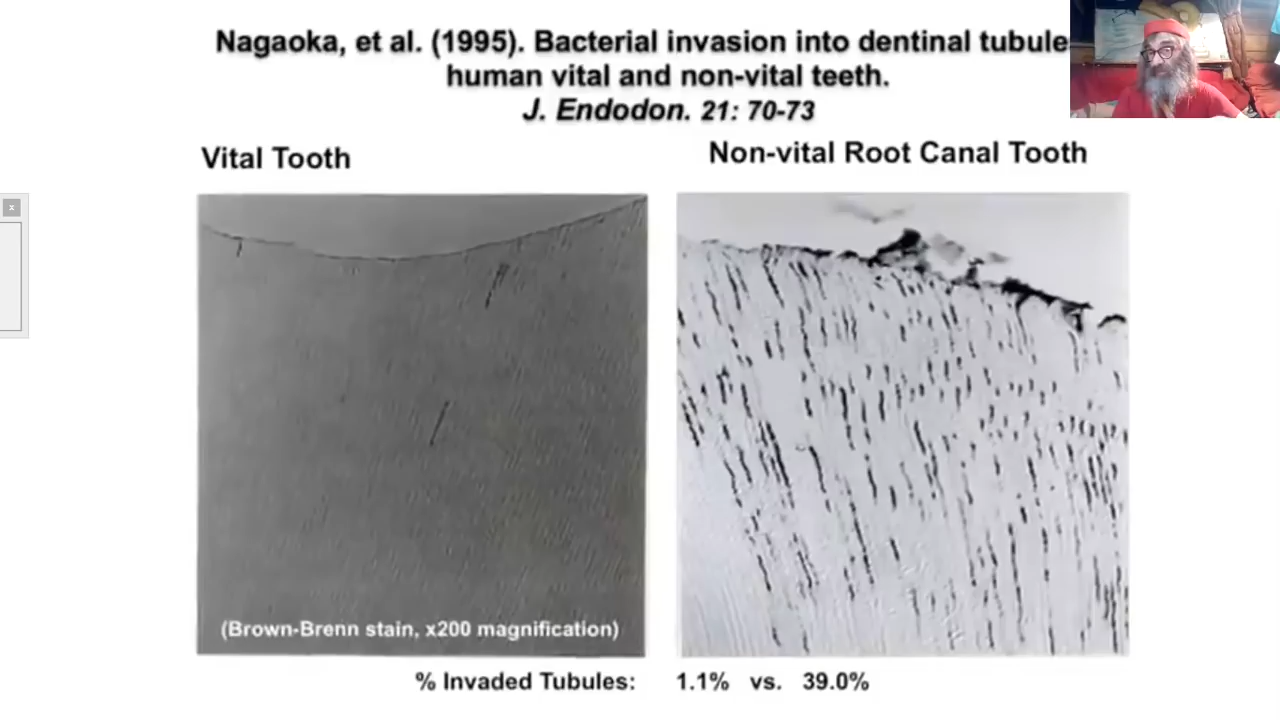 Nagaoka, et al. (1995). Bacterial invasion into dentinal tubule
human vital and non-vital teeth.
J. Endodon. 21: 70-73
Vital Tooth
Non-vital Root Canal Tooth
x
(Brown-Brenn stain, x200 magnification)
% Invaded Tubules: 1.1% vs. 39.0%